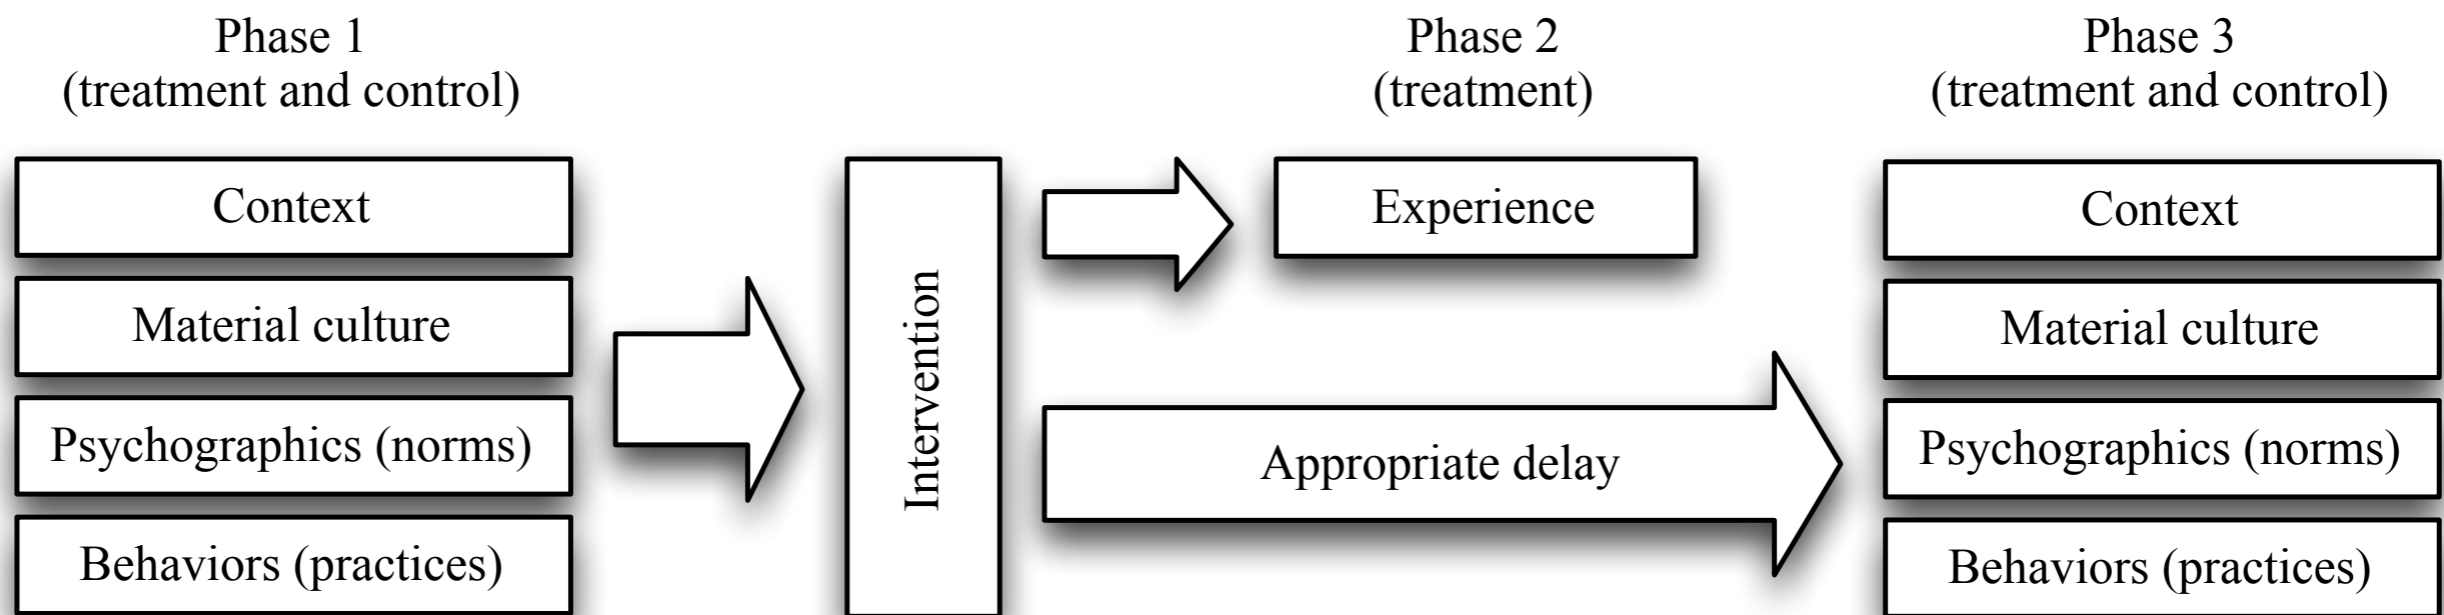 Phase 1
(treatment and control)
Context
Material culture
Psychographics (norms)
Behaviors (practices)
Intervention
Phase 2
(treatment)
Experience
Appropriate delay
Phase 3
(treatment and control)
Context
Material culture
Psychographics (norms)
Behaviors (practices)